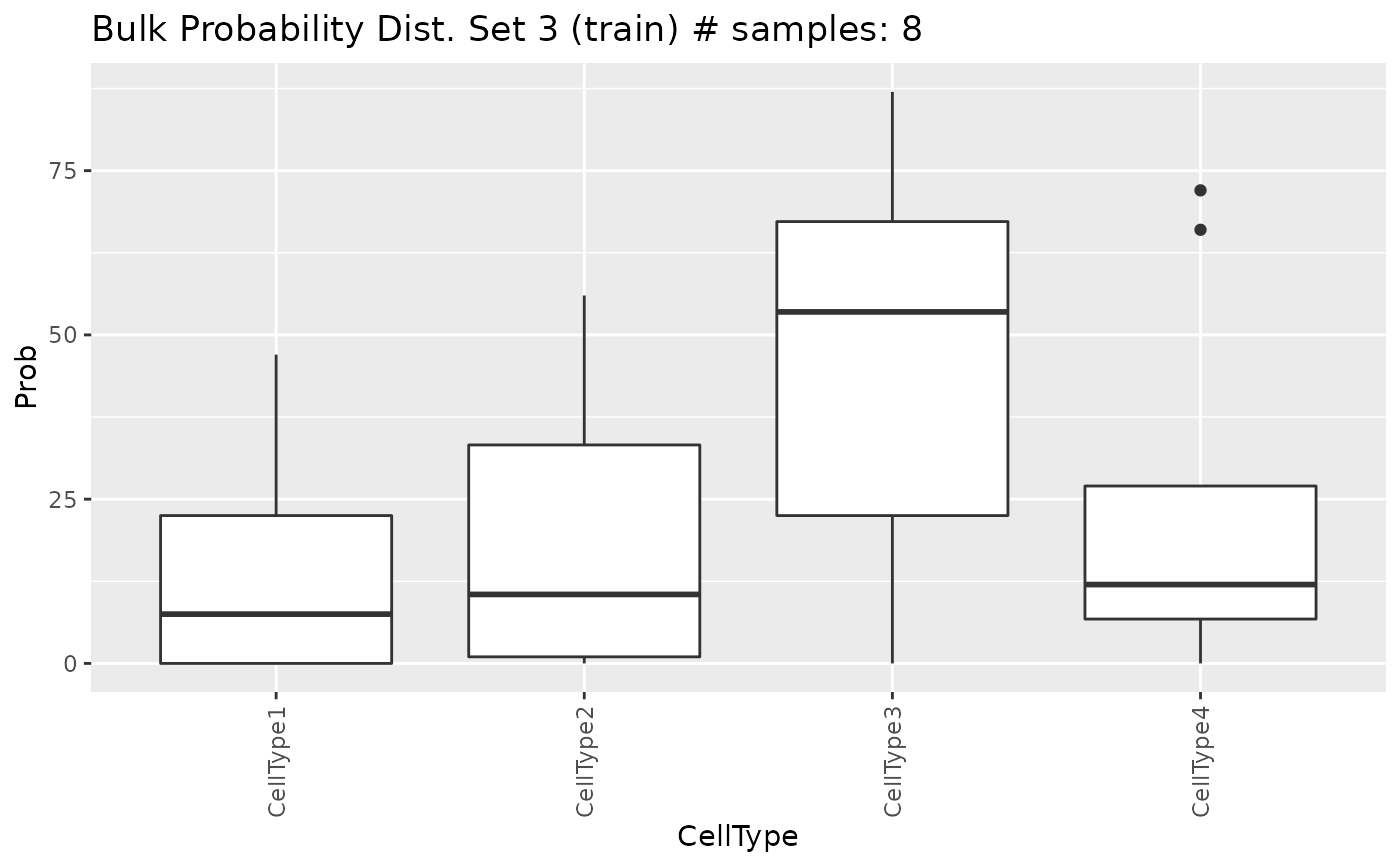 Bulk Probability Dist. Set 3 (train) # samples: 8
75
50
25
0
Prob
CellType1
CellType2
CellType3
CellType4
CellType